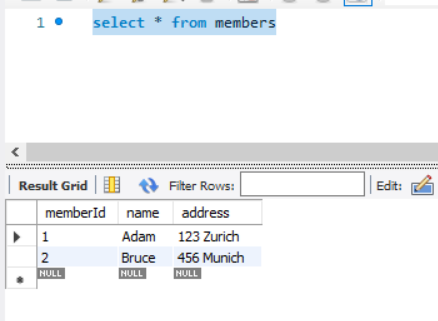 1 select * from members
Result Grid Filter Rows: Edit:
memberId name address
1 Adam 123 Zurich
2 Bruce 456 Munich
NULL NULL NULL